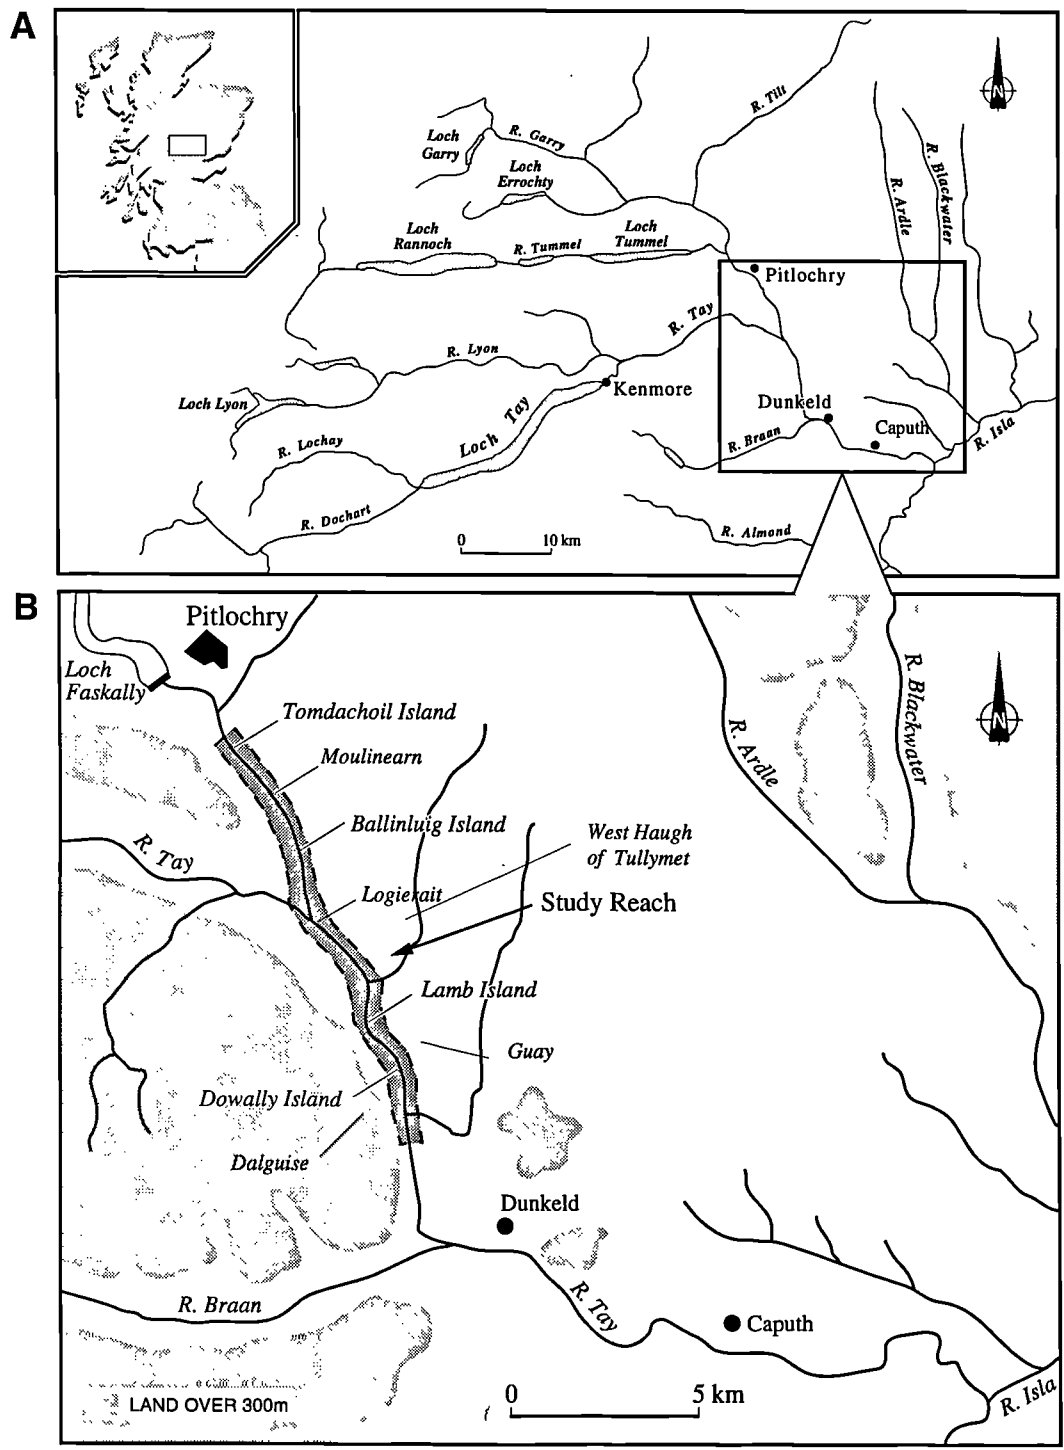 A
N
R. Tilt
Loch
Garry
R. Garry
Loch
Errochty
R. Blackwater
R. Ardle
Loch
Rannoch
R. Tummel
Loch
Tummel
Pitlochry
R. Tay
R. Lyon
Kenmore
Loch Lyon
Loch Tay
Dunkeld
Caputh
R. Braan
R. Isla
R. Lochay
R. Dochart
R. Almond
0 10 km
B
Pitlochry
Loch
Faskally
N
Tomdachoil Island
R. Blackwater
R. Ardle
Moulinearn
Ballinluig Island
West Haugh
of Tullymet
R. Tay
Logierait
Study Reach
Lamb Island
Guay
Dowally Island
Dalguise
Dunkeld
R. Braan
R. Tay
Caputh
0 5 km
LAND OVER 300m
R. Isla